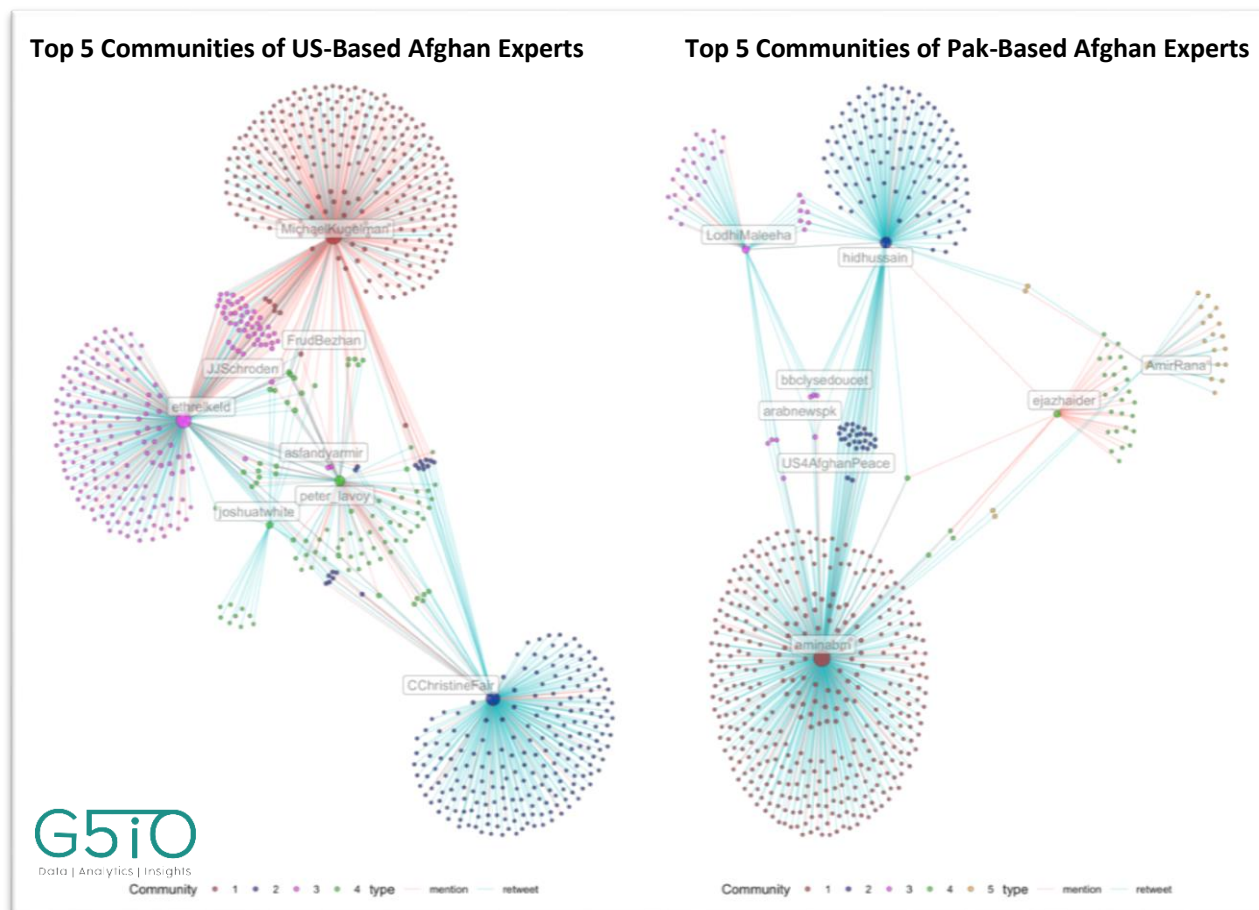 Top 5 Communities of US-Based Afghan Experts
MichaelKugelman
FrudBezhan
JJSchroden
ethrelkeld
asfandyarmir
peter_lavoy
joshuatwhite
CChristineFair
G5iO
Data | Analytics | Insights
Community 1 2 3 4 type mention retweet
Top 5 Communities of Pak-Based Afghan Experts
LodhiMaleeha
hidhussain
bbclysedoucet
arabnewspk
US4AfghanPeace
AmirRana
ejazhaider
aminabpri
Community 1 2 3 4 5 type mention retweet